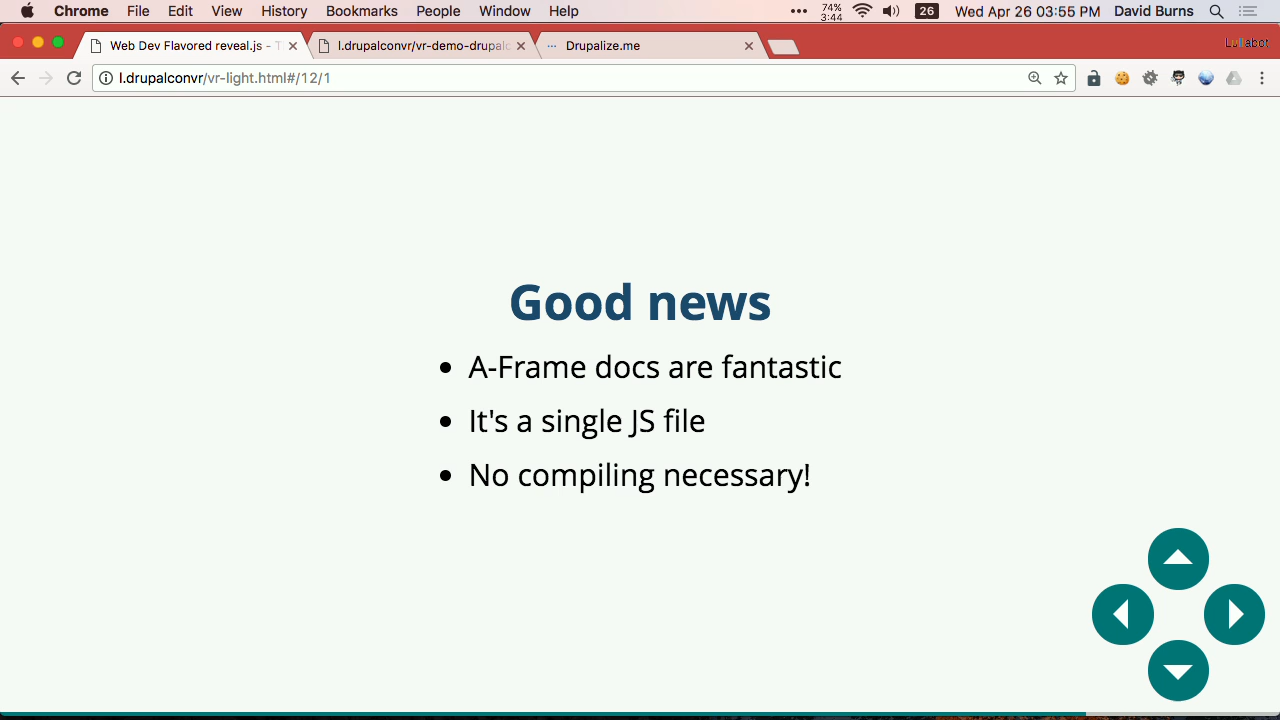 Chrome File Edit View History Bookmarks People Window Help ••• 74% 3:44 26 Wed Apr 26 03:55 PM David Burns
Web Dev Flavored reveal.js - T l.drupalconvr/vr-demo-drupalc ··· Drupalize.me Lullabot
l.drupalconvr/vr-light.html#/12/1
Good news
• A-Frame docs are fantastic
• It's a single JS file
• No compiling necessary!